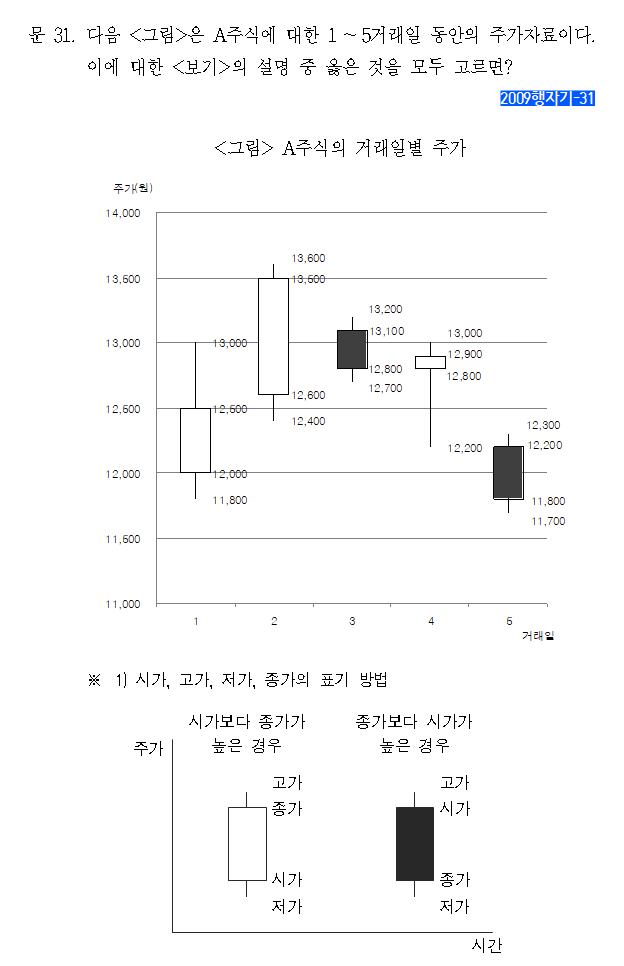 문 31. 다음 <그림>은 A주식에 대한 1 ~ 5거래일 동안의 주가자료이다.
이에 대한 <보기>의 설명 중 옳은 것을 모두 고르면?
2009행자기-31
<그림> A주식의 거래일별 주가
주가(원)
14,000
13,500
13,000
12,500
12,000
11,500
11,000
13,000
12,500
12,000
11,800
13,600
13,500
12,600
12,400
13,200
13,100
12,800
12,700
13,000
12,900
12,800
12,200
12,300
12,200
11,800
11,700
1 2 3 4 5
거래일
※ 1) 시가, 고가, 저가, 종가의 표기 방법
주가
시가보다 종가가
높은 경우
고가
종가
시가
저가
종가보다 시가가
높은 경우
고가
시가
종가
저가
시간